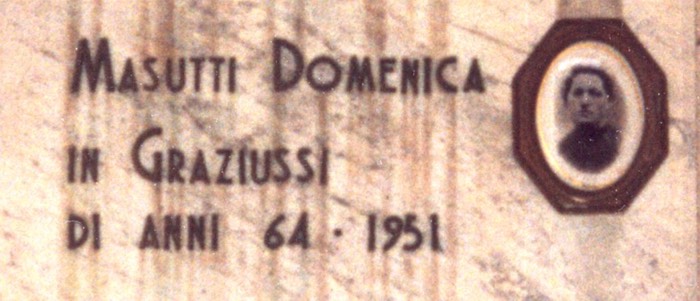 MASUTTI DOMENICA
IN GRAZIUSSI
DI ANNI 64 · 1951